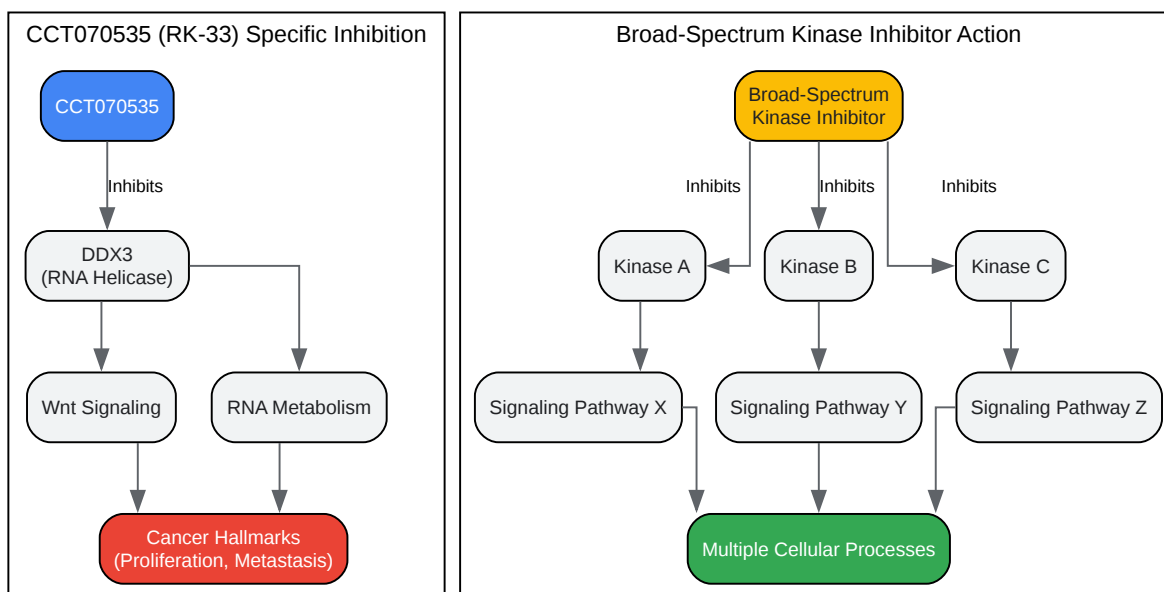 CCT070535 (RK-33) Specific Inhibition
CCT070535
Inhibits
DDX3
(RNA Helicase)
Wnt Signaling
RNA Metabolism
Cancer Hallmarks
(Proliferation, Metastasis)
Broad-Spectrum Kinase Inhibitor Action
Broad-Spectrum
Kinase Inhibitor
Inhibits
Inhibits
Inhibits
Kinase A
Kinase B
Kinase C
Signaling Pathway X
Signaling Pathway Y
Signaling Pathway Z
Multiple Cellular Processes